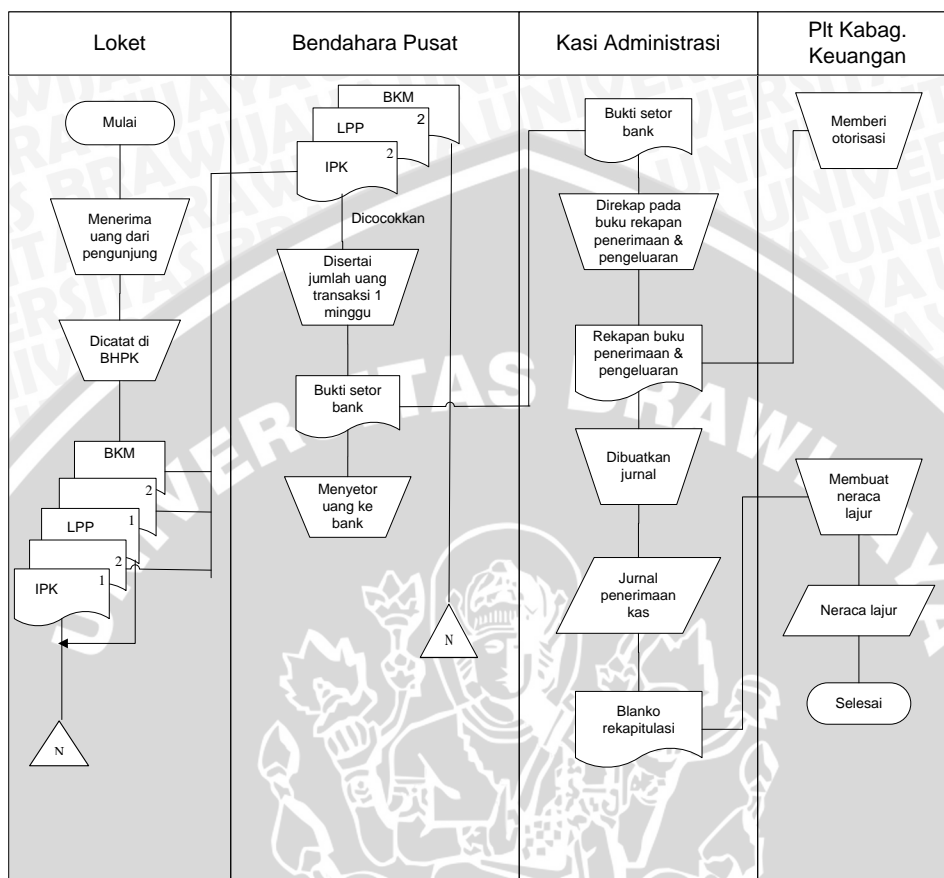 Loket
Bendahara Pusat
Kasi Administrasi
Plt Kabag.
Keuangan
Mulai
Menerima
uang dari
pengunjung
Dicatat di
BHPK
BKM
2
LPP
1
2
IPK
1
N
BKM
LPP
2
IPK
2
Dicocokkan
Disertai
jumlah uang
transaksi 1
minggu
Bukti setor
bank
Menyetor
uang ke
bank
N
Bukti setor
bank
Direkap pada
buku rekapan
penerimaan &
pengeluaran
Rekapan buku
penerimaan &
pengeluaran
Dibuatkan
jurnal
Jurnal
penerimaan
kas
Blanko
rekapitulasi
Memberi
otorisasi
Membuat
neraca
lajur
Neraca lajur
Selesai
UNIVERSITAS BRAWIJAYA